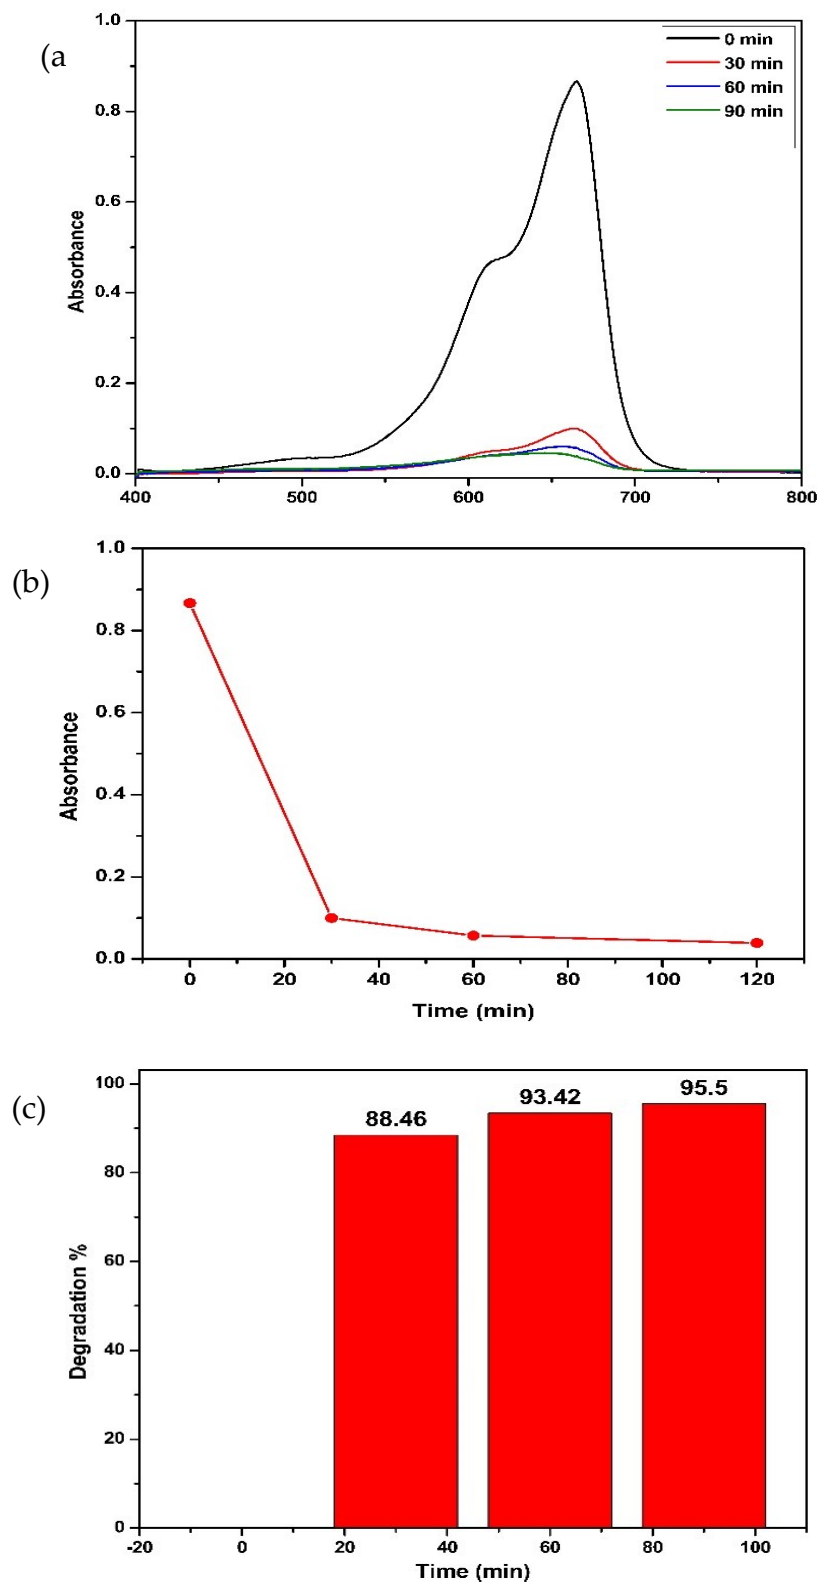 (a
1.0
0.8
0.6
0.4
0.2
0.0
Absorbance
0 min
30 min
60 min
90 min
400 500 600 700 800
(b)
1.0
0.8
0.6
0.4
0.2
0.0
Absorbance
0 20 40 60 80 100 120
Time (min)
(c)
100
80
60
40
20
0
Degradation %
88.46
93.42
95.5
-20 0 20 40 60 80 100
Time (min)